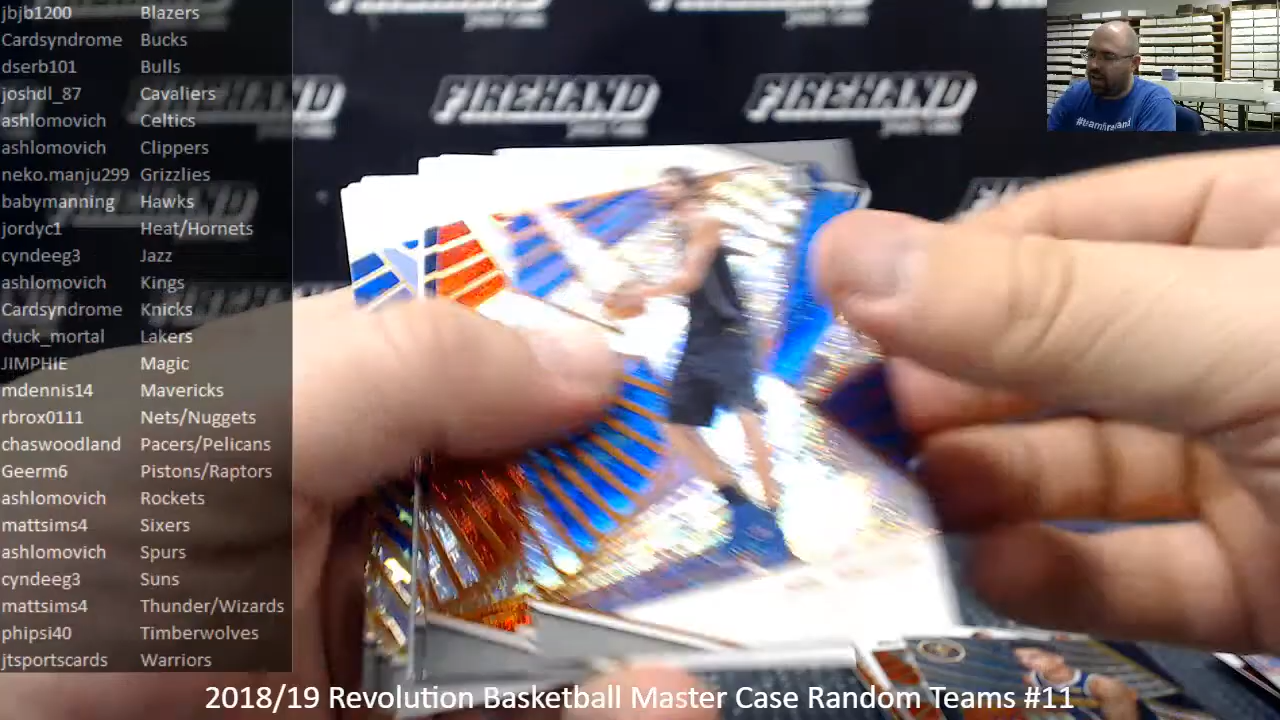 jbjb1200 Blazers
Cardsyndrome Bucks
dserb101 Bulls
joshdl_87 Cavaliers
ashlomovich Celtics
ashlomovich Clippers
neko.manju299 Grizzlies
babymanning Hawks
jordyc1 Heat/Hornets
cyndeeg3 Jazz
ashlomovich Kings
Cardsyndrome Knicks
duck_mortal Lakers
JIMPHIE Magic
mdennis14 Mavericks
rbrox0111 Nets/Nuggets
chaswoodland Pacers/Pelicans
Geerm6 Pistons/Raptors
ashlomovich Rockets
mattsims4 Sixers
ashlomovich Spurs
cyndeeg3 Suns
mattsims4 Thunder/Wizards
phipsi40 Timberwolves
jtsportscards Warriors
FIREHAND
FIREHAND
#teamfirehand
2018/19 Revolution Basketball Master Case Random Teams #11